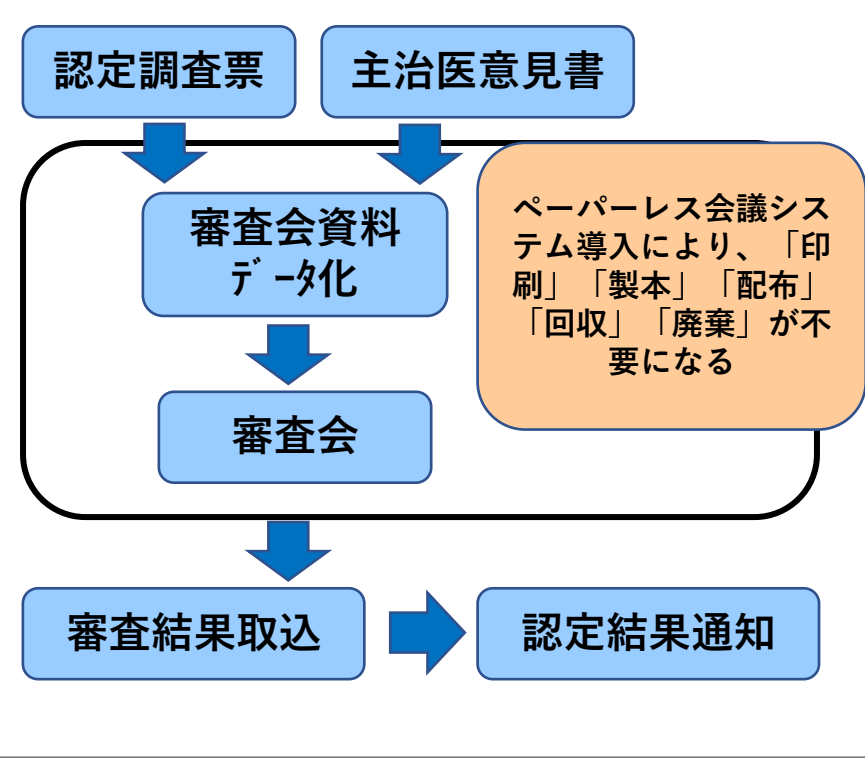 認定調査票
主治医意見書
審査会資料
ﾃﾞｰﾀ化
ペーパーレス会議シス
テム導入により、「印
刷」「製本」「配布」
「回収」「廃棄」が不
要になる
審査会
審査結果取込
認定結果通知